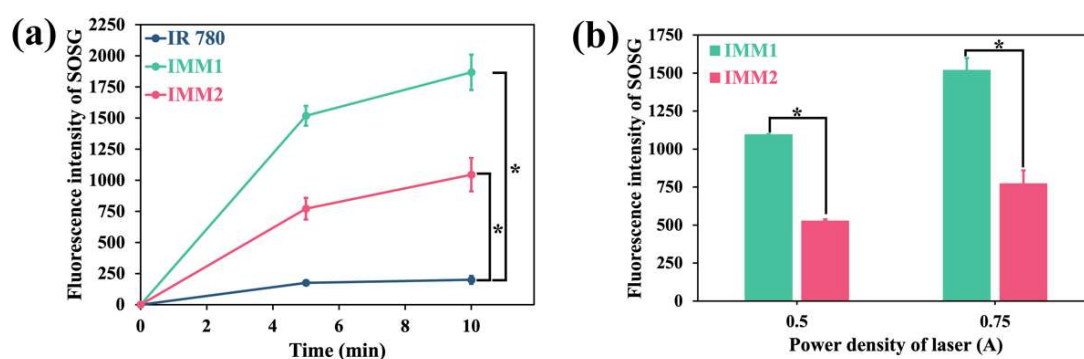 (a)
Fluorescence intensity of SOSG
2250
2000
1750
1500
1250
1000
750
500
250
0
IR 780
IMM1
IMM2
*
*
0 2 4 6 8 10
Time (min)
(b)
Fluorescence intensity of SOSG
1750
1500
1250
1000
750
500
250
0
IMM1
IMM2
*
*
0.5 0.75
Power density of laser (A)